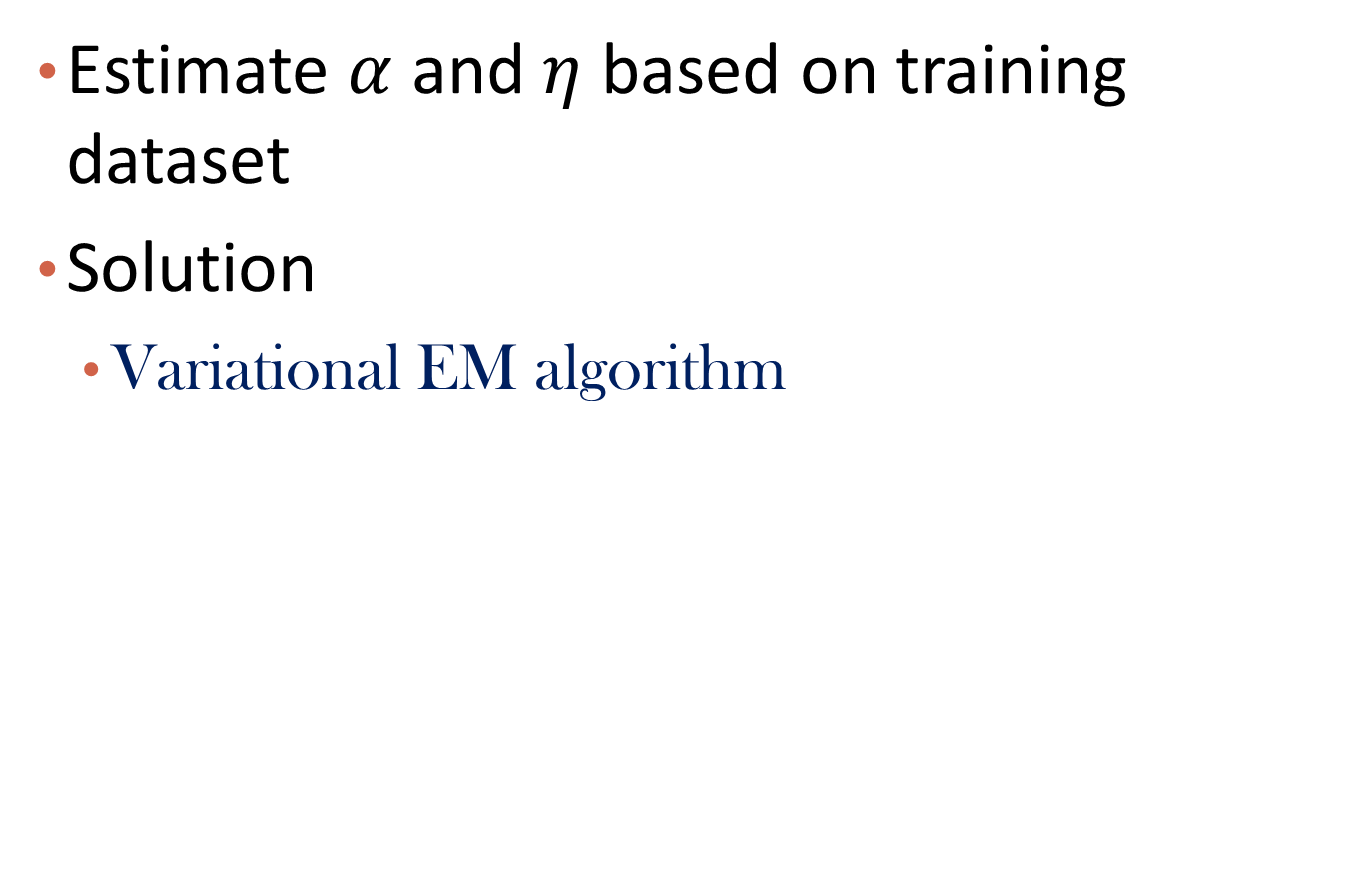 • Estimate α and η based on training
dataset
• Solution
• Variational EM algorithm